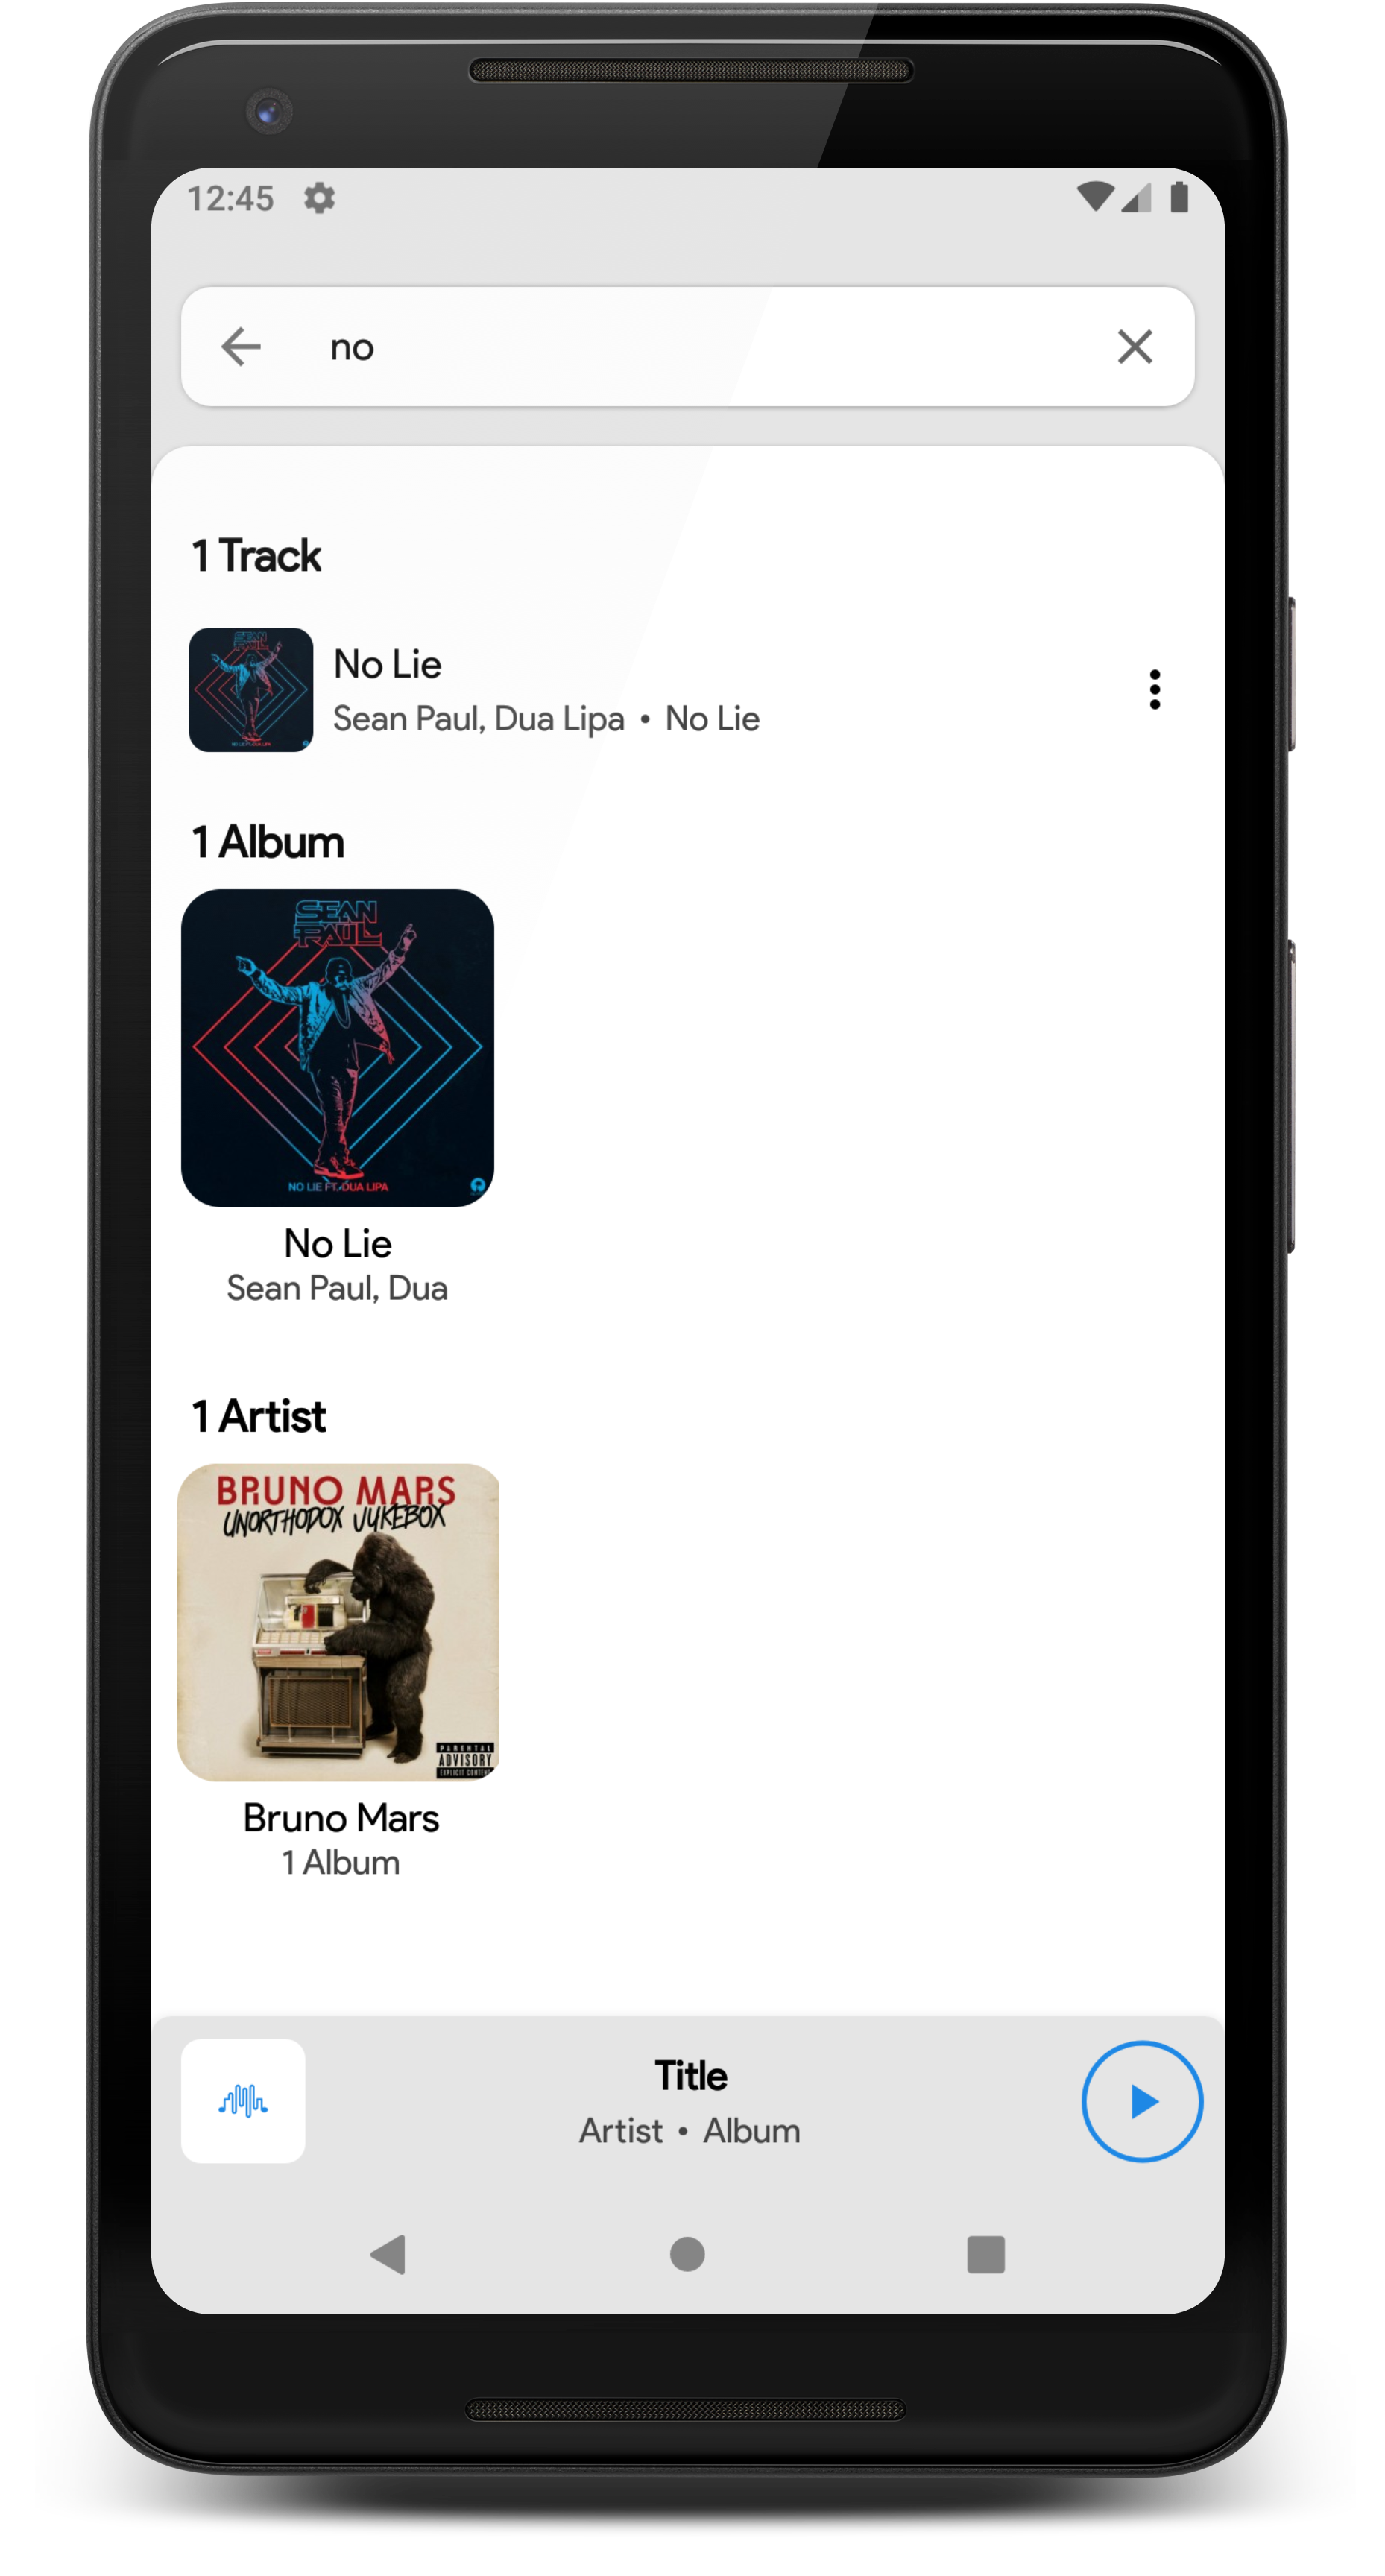 12:45
no
1 Track
SEAN
PAUL
No Lie
Sean Paul, Dua Lipa • No Lie
1 Album
SEAN
PAUL
NO LIE FT. DUA LIPA
No Lie
Sean Paul, Dua
1 Artist
BRUNO MARS
UNORTHODOX JUKEBOX
PARENTAL
ADVISORY
EXPLICIT CONTENT
Bruno Mars
1 Album
Title
Artist • Album